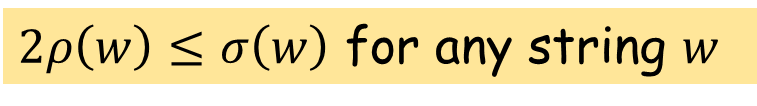 2ρ(w) ≤ σ(w) for any string w